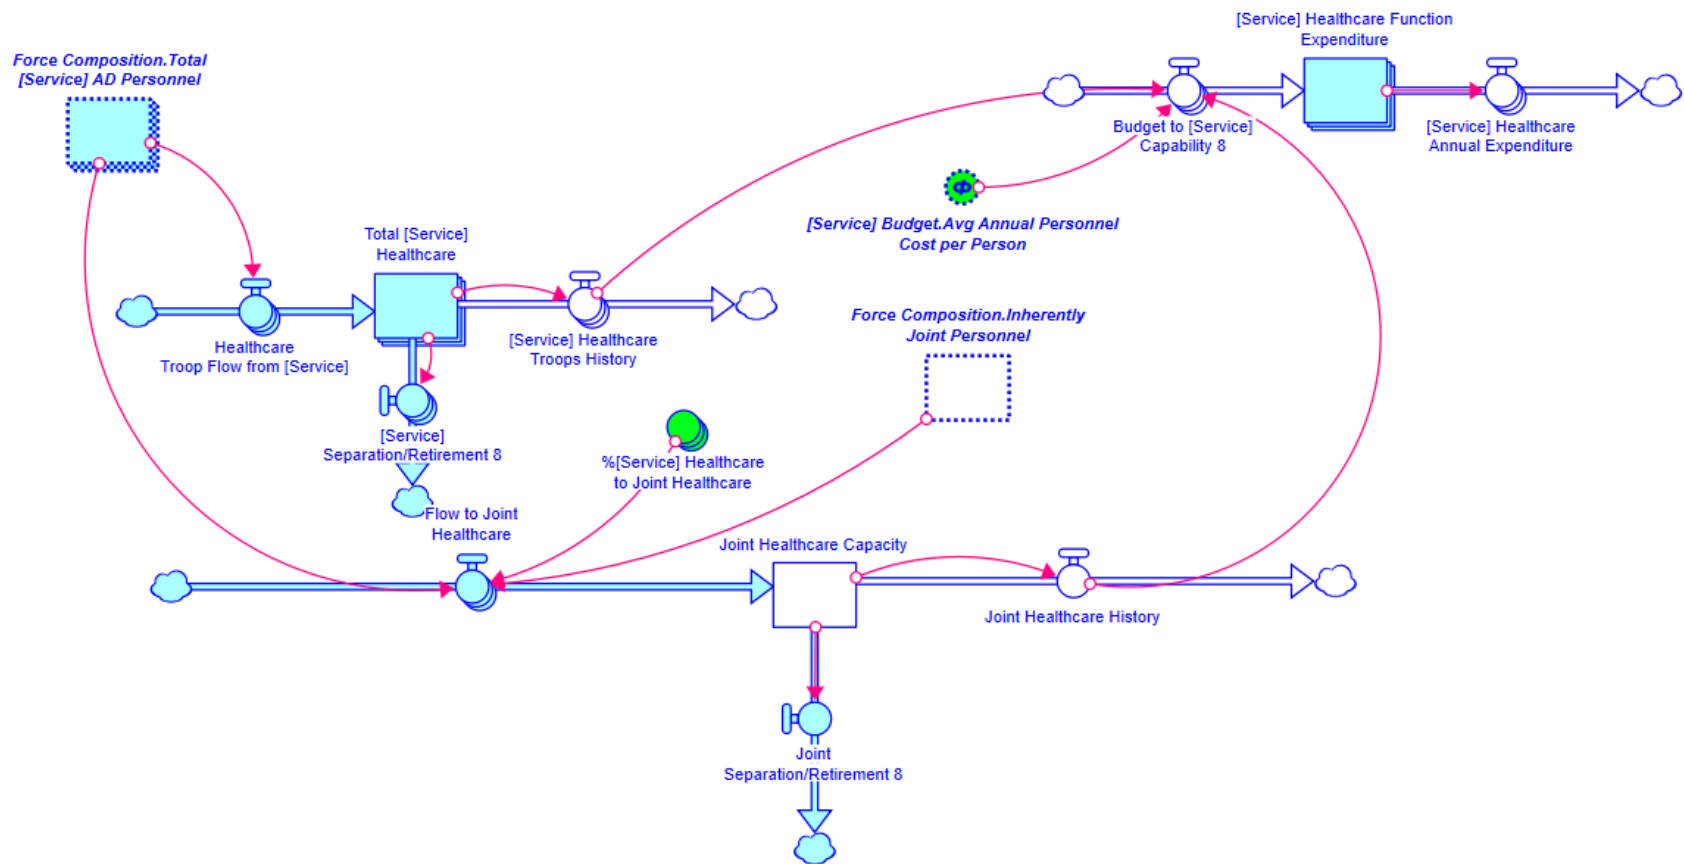 [Service] Healthcare Function
Expenditure
Force Composition.Total
[Service] AD Personnel
Budget to [Service]
Capability 8
[Service] Healthcare
Annual Expenditure
[Service] Budget.Avg Annual Personnel
Cost per Person
Total [Service]
Healthcare
Force Composition.Inherently
Joint Personnel
Healthcare
Troop Flow from [Service]
[Service] Healthcare
Troops History
[Service]
Separation/Retirement 8
%[Service] Healthcare
to Joint Healthcare
Flow to Joint
Healthcare
Joint Healthcare Capacity
Joint Healthcare History
Joint
Separation/Retirement 8